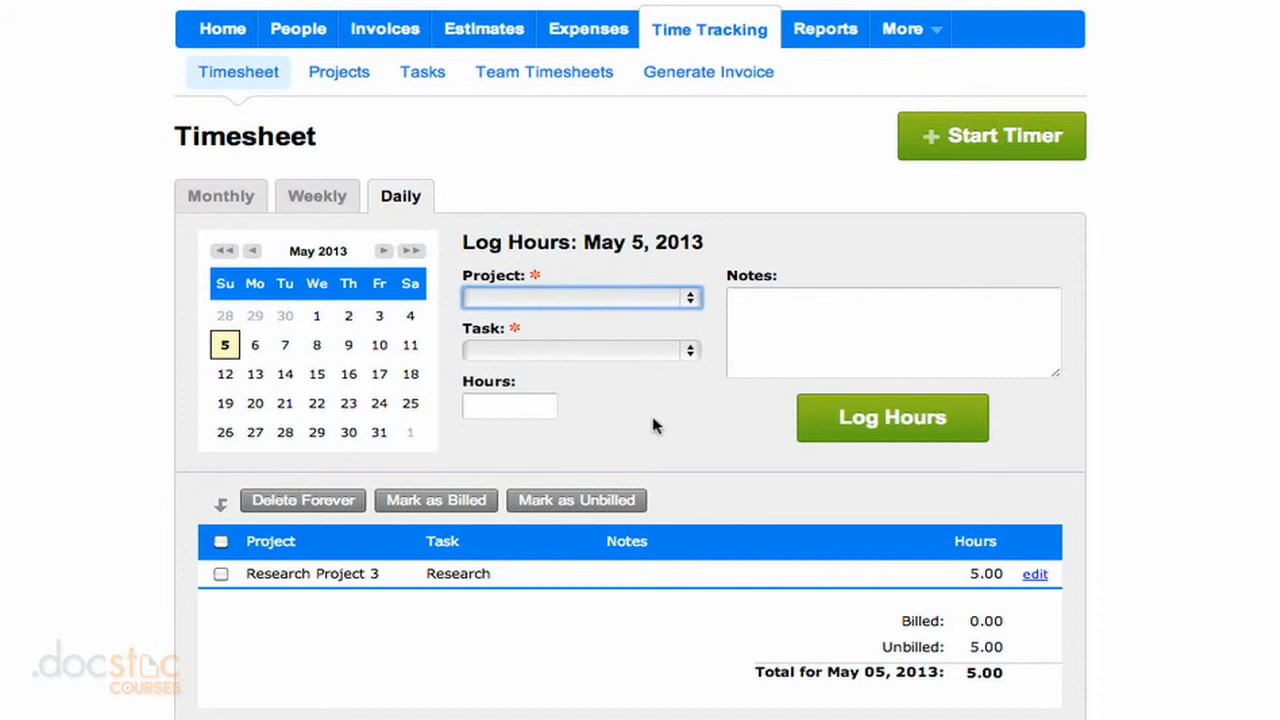 Home People Invoices Estimates Expenses Time Tracking Reports More
Timesheet Projects Tasks Team Timesheets Generate Invoice
Timesheet
+ Start Timer
Monthly Weekly Daily
May 2013
Su Mo Tu We Th Fr Sa
28 29 30 1 2 3 4
5 6 7 8 9 10 11
12 13 14 15 16 17 18
19 20 21 22 23 24 25
26 27 28 29 30 31 1
Log Hours: May 5, 2013
Project: *
Task: *
Hours:
Notes:
Log Hours
Delete Forever Mark as Billed Mark as Unbilled
Project Task Notes Hours
Research Project 3 Research 5.00 edit
Billed: 0.00
Unbilled: 5.00
Total for May 05, 2013: 5.00
.docstoc
COURSES